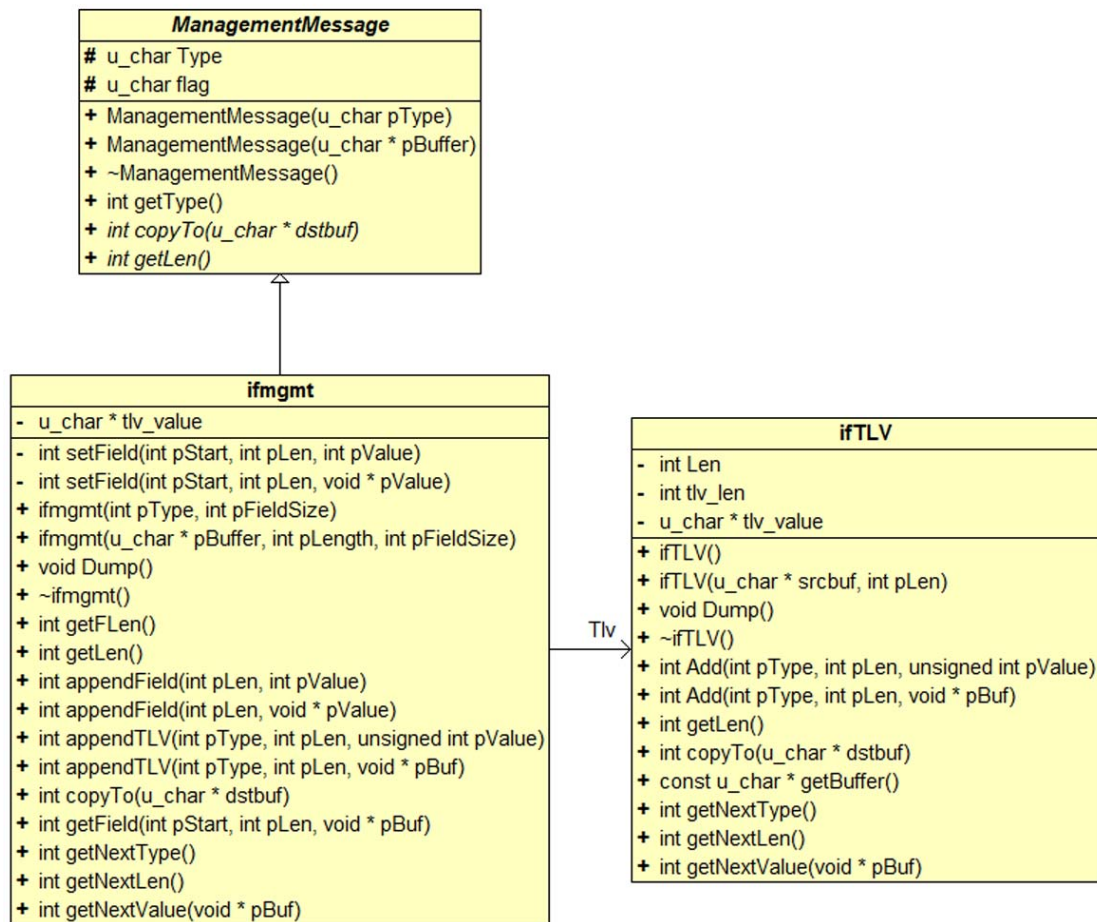 ManagementMessage
# u_char Type
# u_char flag
+ ManagementMessage(u_char pType)
+ ManagementMessage(u_char * pBuffer)
+ ~ManagementMessage()
+ int getType()
+ int copyTo(u_char * dstbuf)
+ int getLen()
ifmgmt
- u_char * tlv_value
- int setField(int pStart, int pLen, int pValue)
- int setField(int pStart, int pLen, void * pValue)
+ ifmgmt(int pType, int pFieldSize)
+ ifmgmt(u_char * pBuffer, int pLength, int pFieldSize)
+ void Dump()
+ ~ifmgmt()
+ int getFLen()
+ int getLen()
+ int appendField(int pLen, int pValue)
+ int appendField(int pLen, void * pValue)
+ int appendTLV(int pType, int pLen, unsigned int pValue)
+ int appendTLV(int pType, int pLen, void * pBuf)
+ int copyTo(u_char * dstbuf)
+ int getField(int pStart, int pLen, void * pBuf)
+ int getNextType()
+ int getNextLen()
+ int getNextValue(void * pBuf)
Tlv
ifTLV
- int Len
- int tlv_len
- u_char * tlv_value
+ ifTLV()
+ ifTLV(u_char * srcbuf, int pLen)
+ void Dump()
+ ~ifTLV()
+ int Add(int pType, int pLen, unsigned int pValue)
+ int Add(int pType, int pLen, void * pBuf)
+ int getLen()
+ int copyTo(u_char * dstbuf)
+ const u_char * getBuffer()
+ int getNextType()
+ int getNextLen()
+ int getNextValue(void * pBuf)